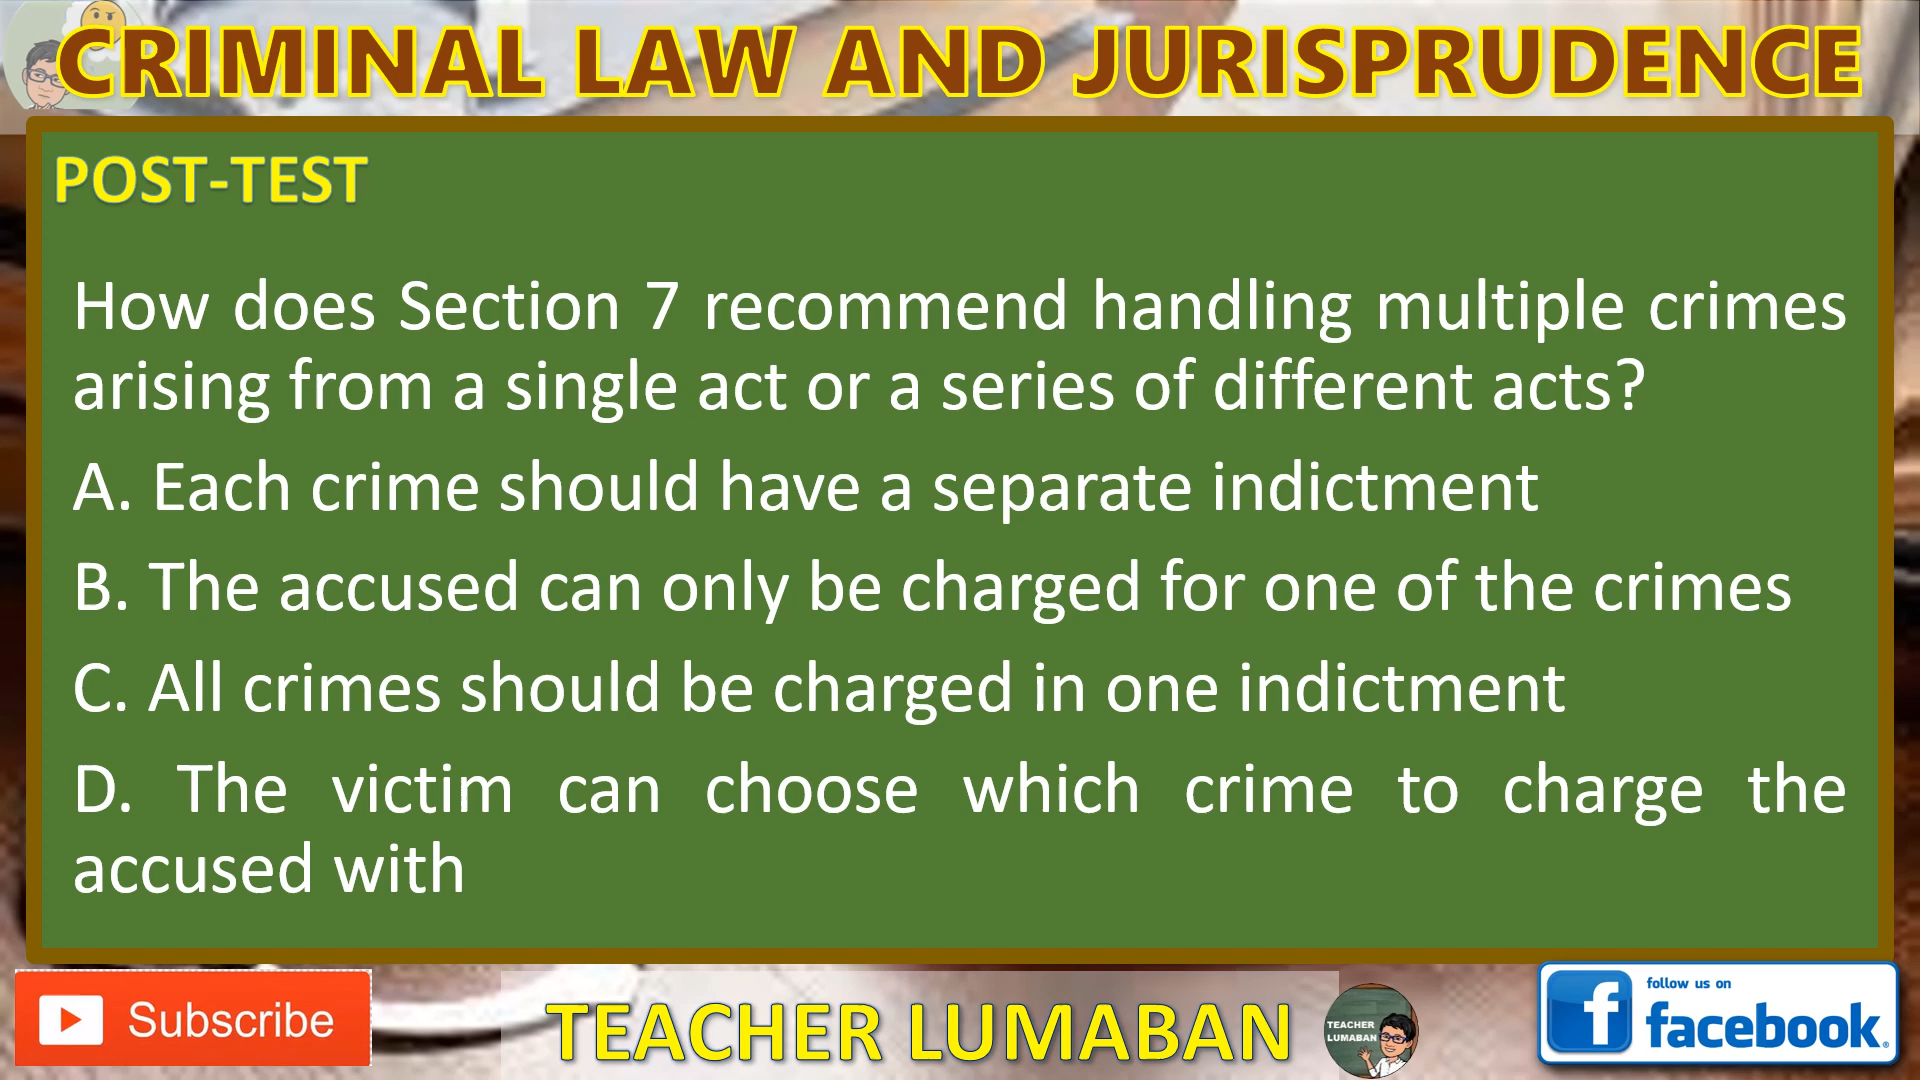 CRIMINAL LAW AND JURISPRUDENCE
POST-TEST
How does Section 7 recommend handling multiple crimes
arising from a single act or a series of different acts?
A. Each crime should have a separate indictment
B. The accused can only be charged for one of the crimes
C. All crimes should be charged in one indictment
D. The victim can choose which crime to charge the
accused with
Subscribe
TEACHER LUMABAN
TEACHER
LUMABAN
follow us on
facebook